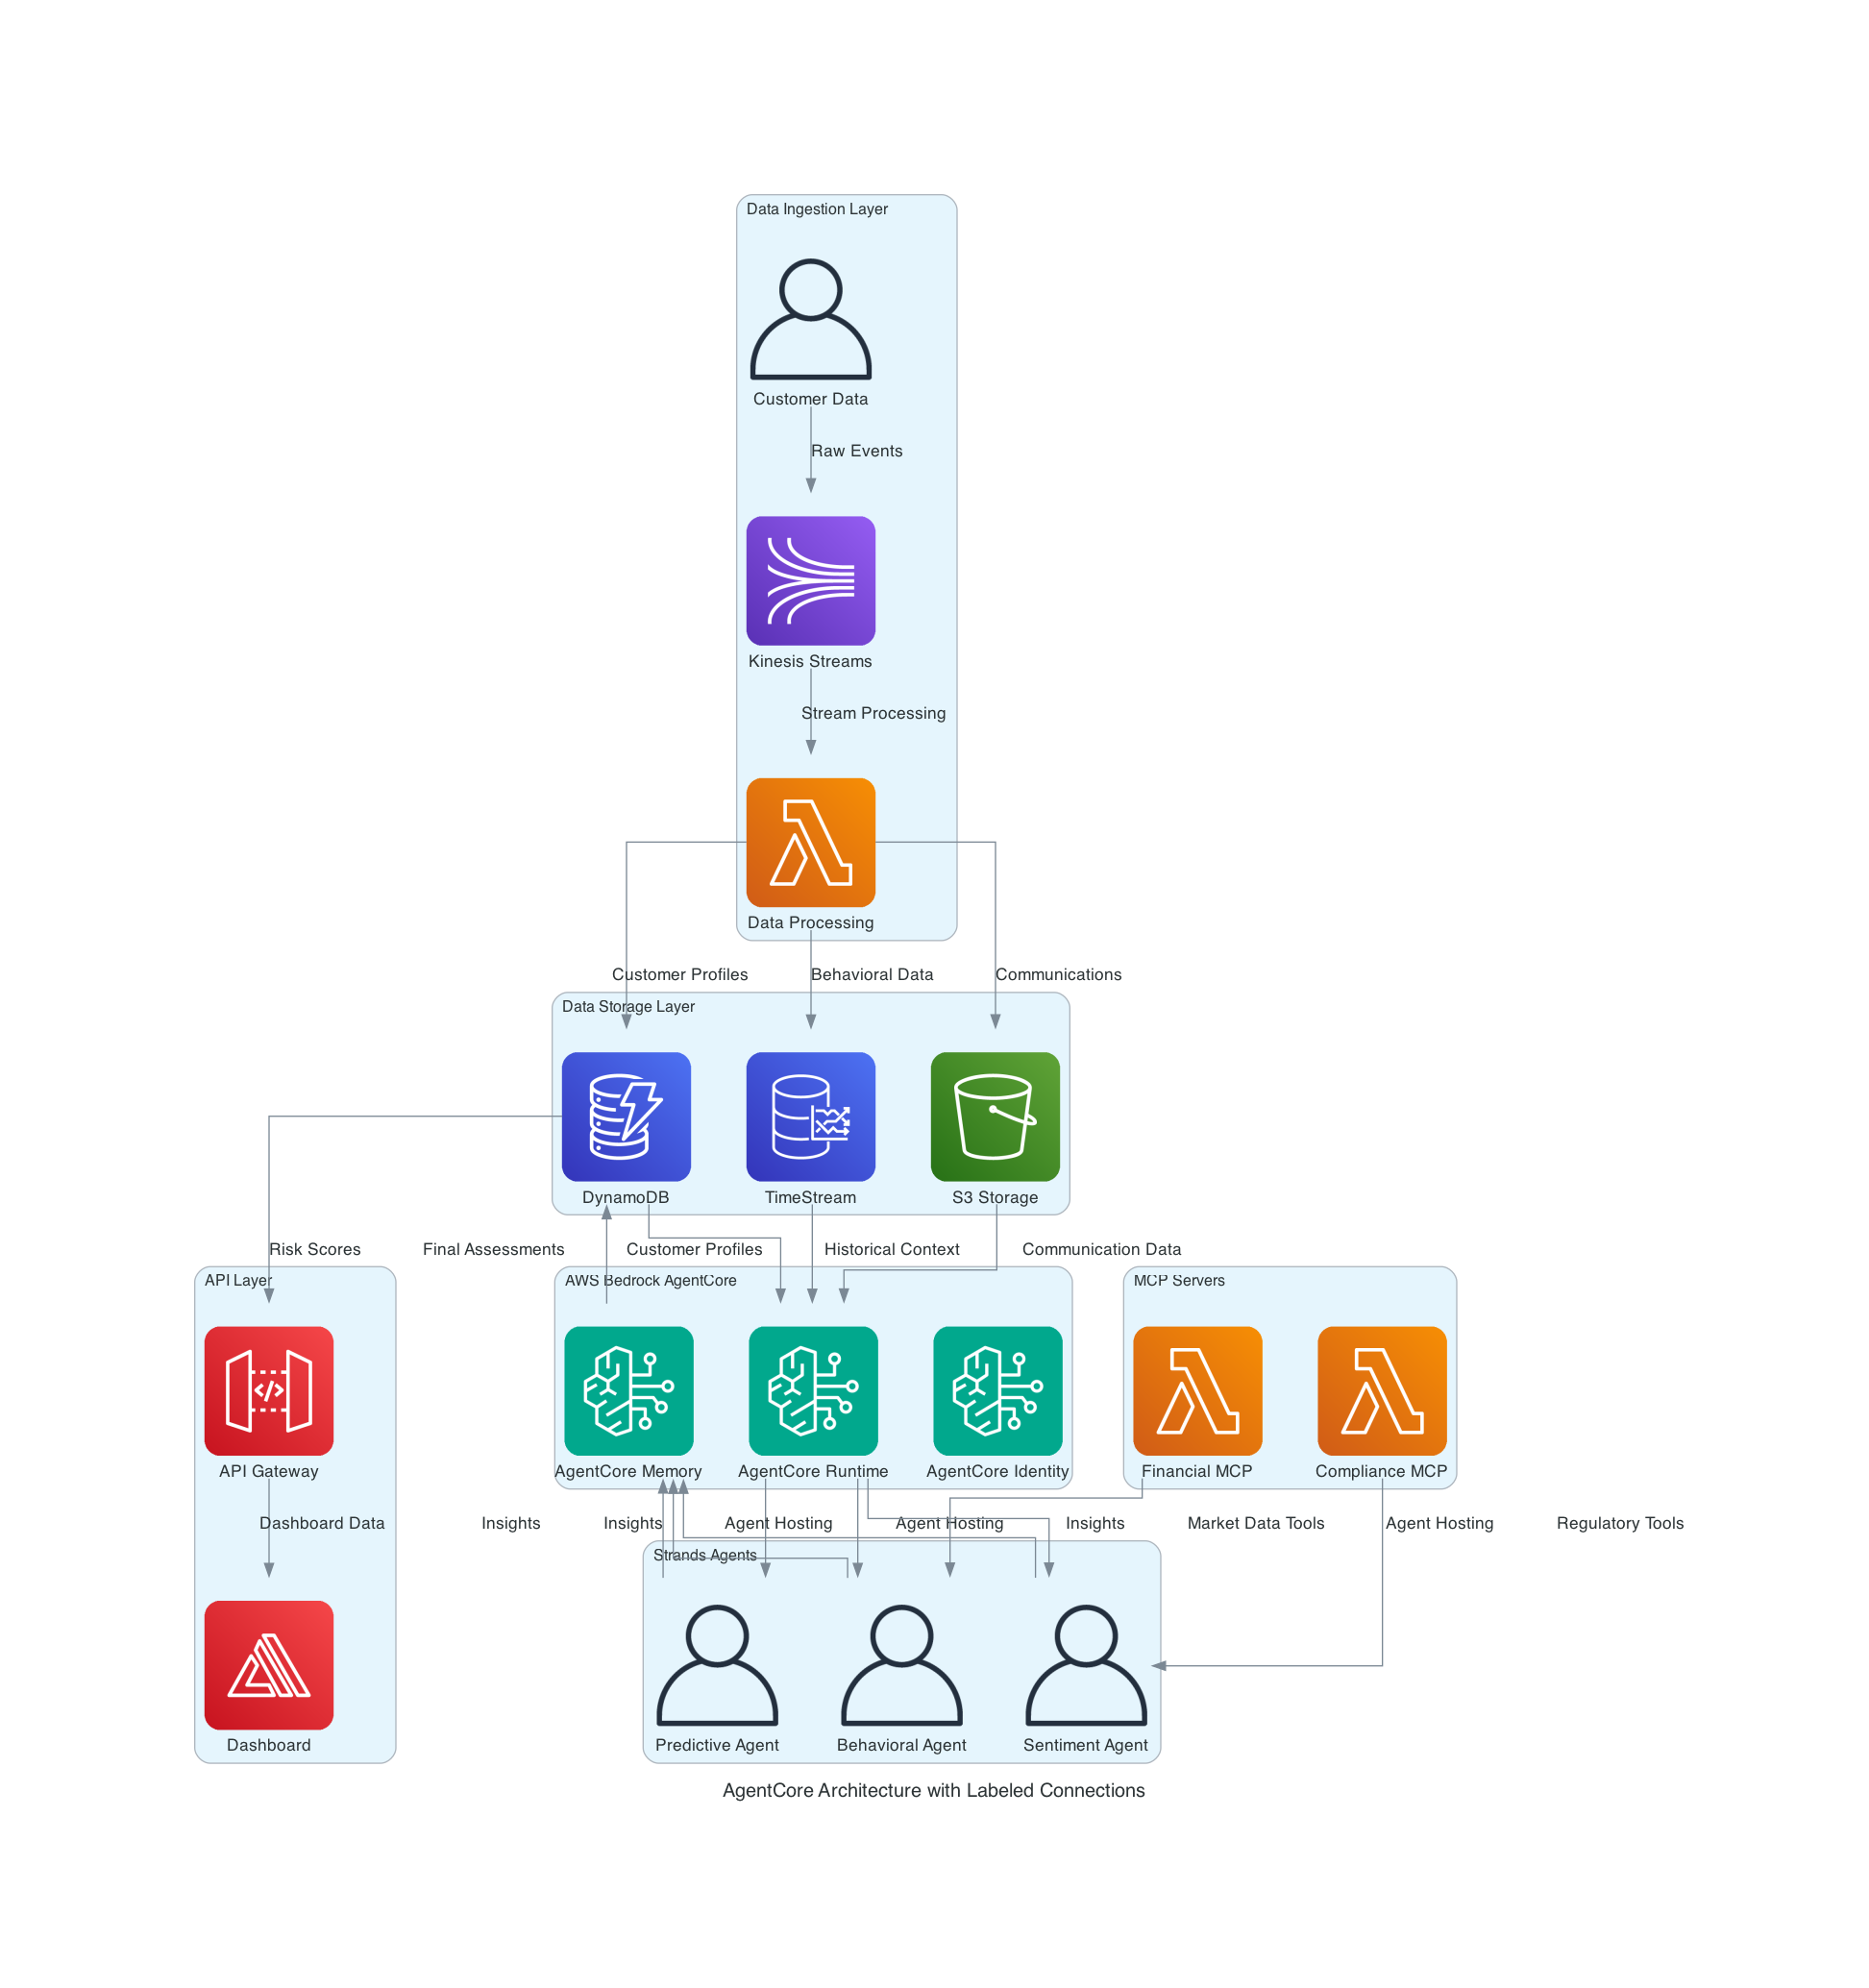 Data Ingestion Layer
Customer Data
Raw Events
Kinesis Streams
Stream Processing
Data Processing
Customer Profiles
Behavioral Data
Communications
Data Storage Layer
DynamoDB
TimeStream
S3 Storage
Risk Scores
Final Assessments
Customer Profiles
Historical Context
Communication Data
API Layer
AWS Bedrock AgentCore
MCP Servers
API Gateway
AgentCore Memory
AgentCore Runtime
AgentCore Identity
Financial MCP
Compliance MCP
Dashboard Data
Insights
Insights
Agent Hosting
Agent Hosting
Insights
Market Data Tools
Agent Hosting
Regulatory Tools
Strands Agents
Dashboard
Predictive Agent
Behavioral Agent
Sentiment Agent
AgentCore Architecture with Labeled Connections